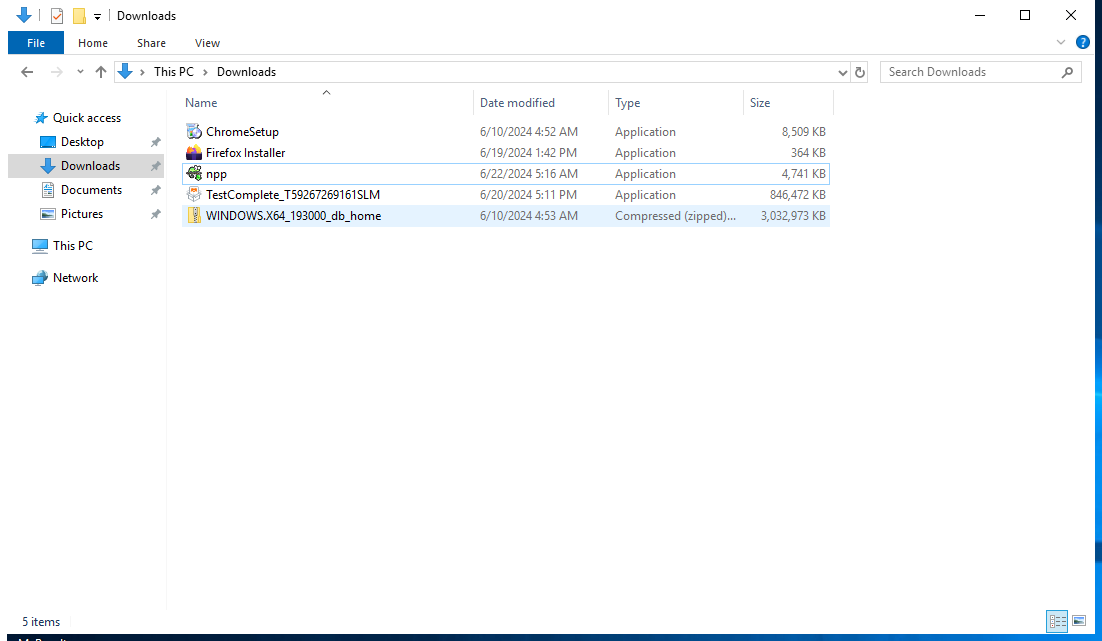 Downloads
File Home Share View
This PC Downloads Search Downloads
Name Date modified Type Size
Quick access
Desktop
Downloads
Documents
Pictures
This PC
Network
ChromeSetup 6/10/2024 4:52 AM Application 8,509 KB
Firefox Installer 6/19/2024 1:42 PM Application 364 KB
npp 6/22/2024 5:16 AM Application 4,741 KB
TestComplete_T59267269161SLM 6/20/2024 5:11 PM Application 846,472 KB
WINDOWS.X64_193000_db_home 6/10/2024 4:53 AM Compressed (zipped)... 3,032,973 KB
5 items